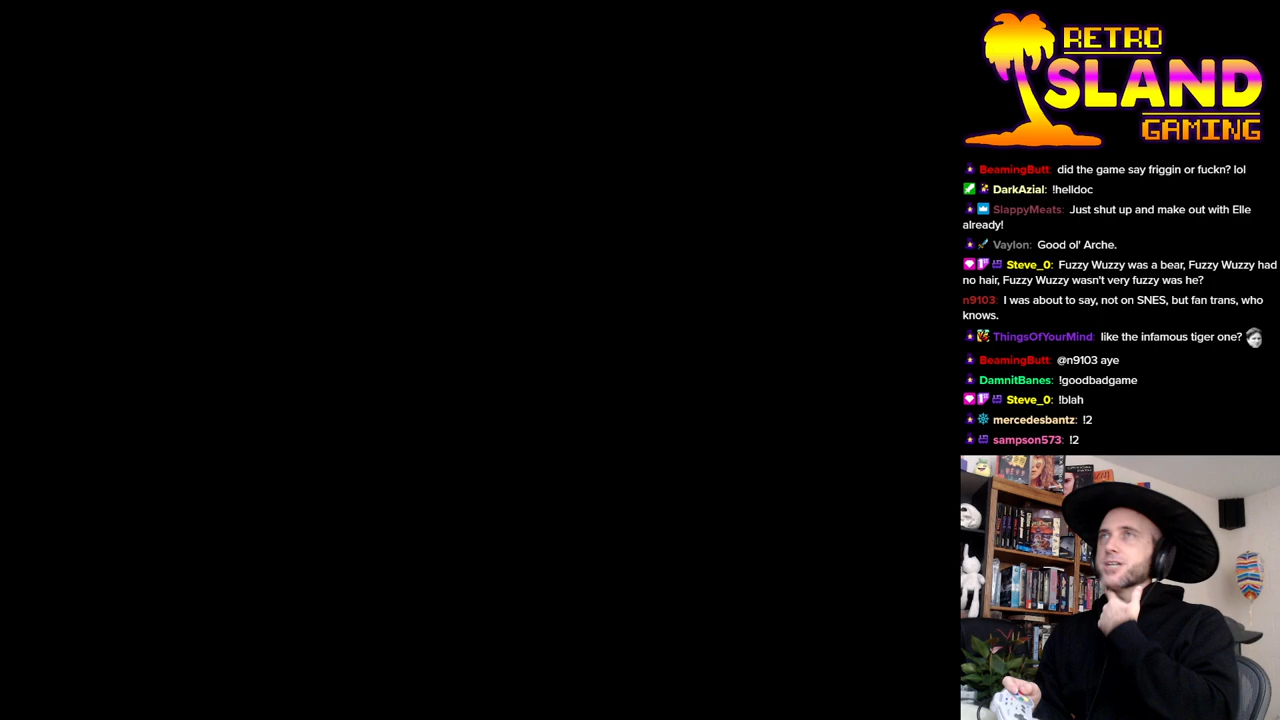 RETRO
ISLAND
GAMING
BeamingButt: did the game say friggin or fuckn? lol
DarkAzial: !helldoc
SlappyMeats: Just shut up and make out with Elle
already!
Vaylon: Good ol' Arche.
Steve_0: Fuzzy Wuzzy was a bear, Fuzzy Wuzzy had
no hair, Fuzzy Wuzzy wasn't very fuzzy was he?
n9103: I was about to say, not on SNES, but fan trans, who
knows.
ThingsOfYourMind: like the infamous tiger one?
BeamingButt: @n9103 aye
DamnitBanes: !goodbadgame
Steve_0: !blah
mercedesbantz: !2
sampson573: !2